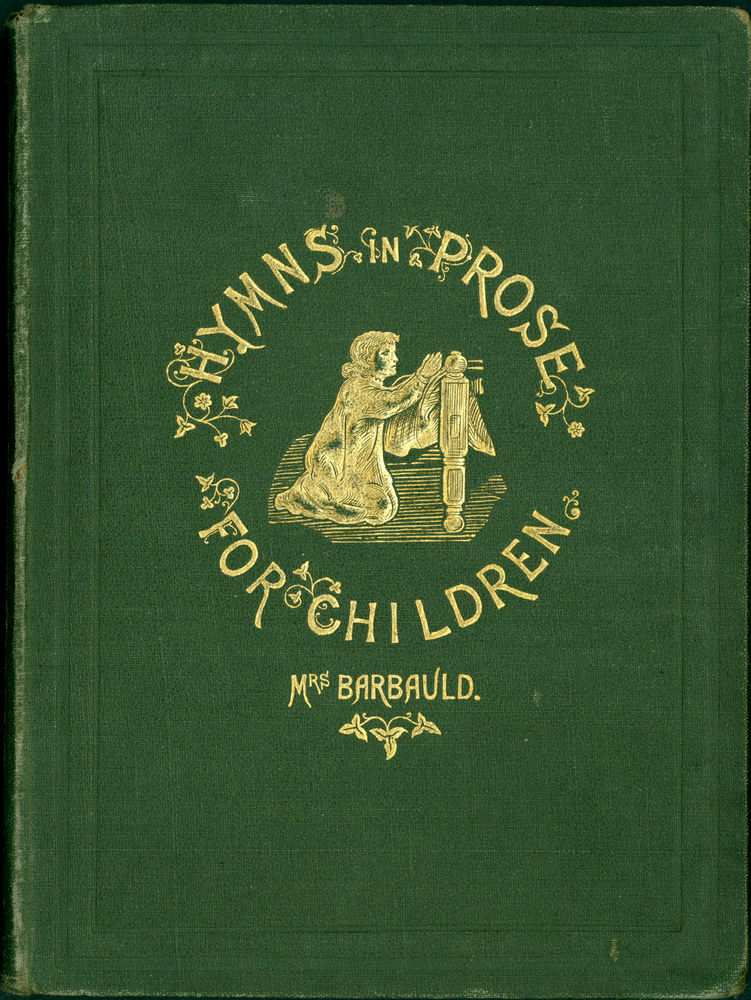 HYMNS IN PROSE
FOR CHILDREN.
MRS BARBAULD.